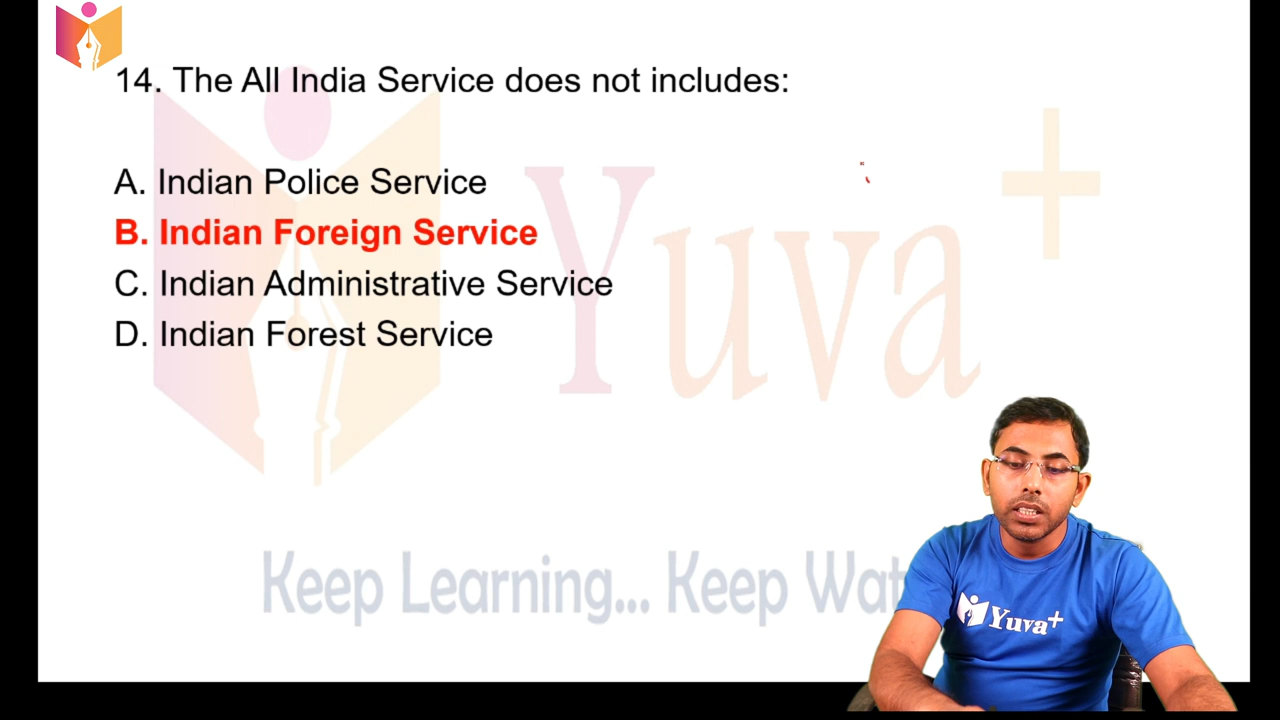 14. The All India Service does not includes:
A. Indian Police Service
B. Indian Foreign Service
C. Indian Administrative Service
D. Indian Forest Service
Yuva+
Keep Learning... Keep Wat
Yuva+